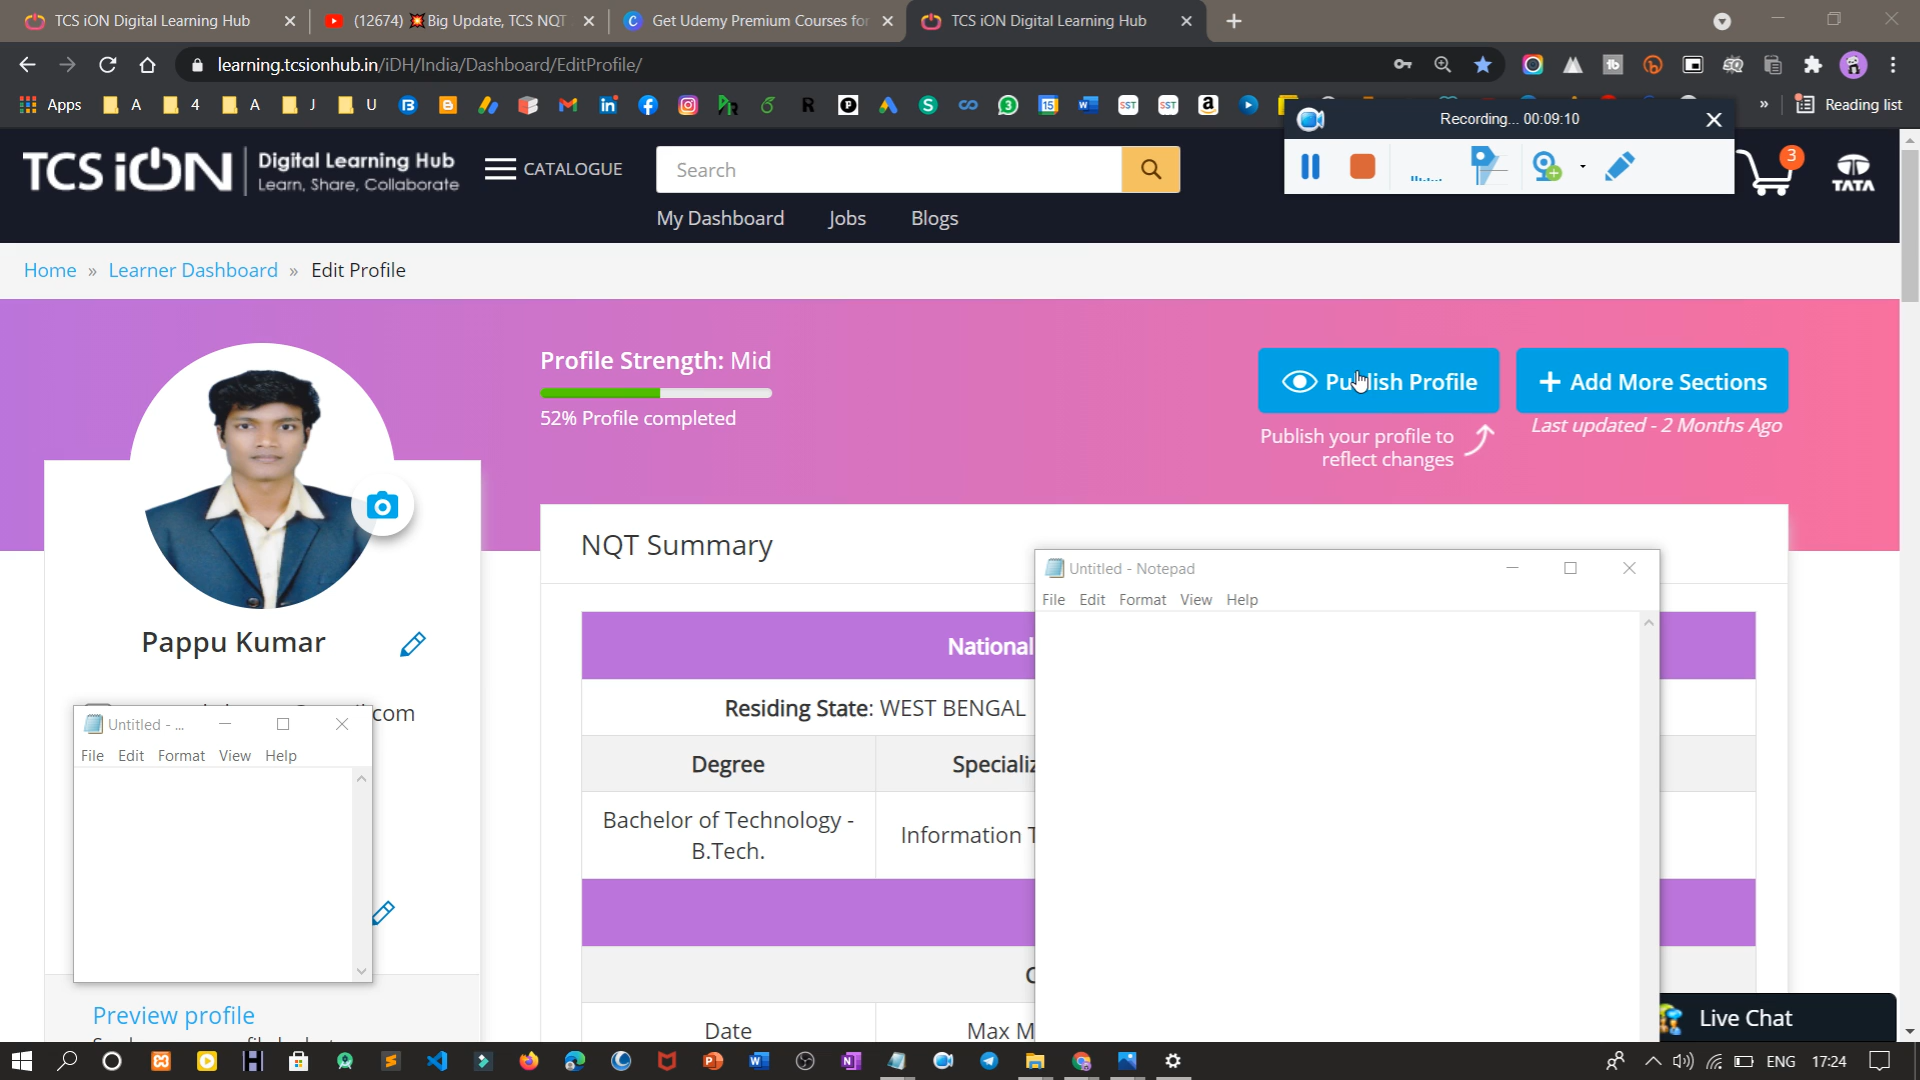 TCS iON Digital Learning Hub
(12674) 💥Big Update, TCS NQT
Get Udemy Premium Courses for
TCS iON Digital Learning Hub
learning.tcsionhub.in/iDH/India/Dashboard/EditProfile/
Apps
A
4
A
J
U
Reading list
Recording... 00:09:10
TCS iON
Digital Learning Hub
Learn, Share, Collaborate
CATALOGUE
Search
3
TATA
My Dashboard
Jobs
Blogs
Home » Learner Dashboard » Edit Profile
Profile Strength: Mid
52% Profile completed
Publish Profile
+ Add More Sections
Publish your profile to
reflect changes
Last updated - 2 Months Ago
Pappu Kumar
com
NQT Summary
National
Residing State: WEST BENGAL
Degree
Bachelor of Technology -
B.Tech.
Information
Date
Max
Untitled - Notepad
File Edit Format View Help
Untitled - ...
File Edit Format View Help
Preview profile
Live Chat
ENG
17:24